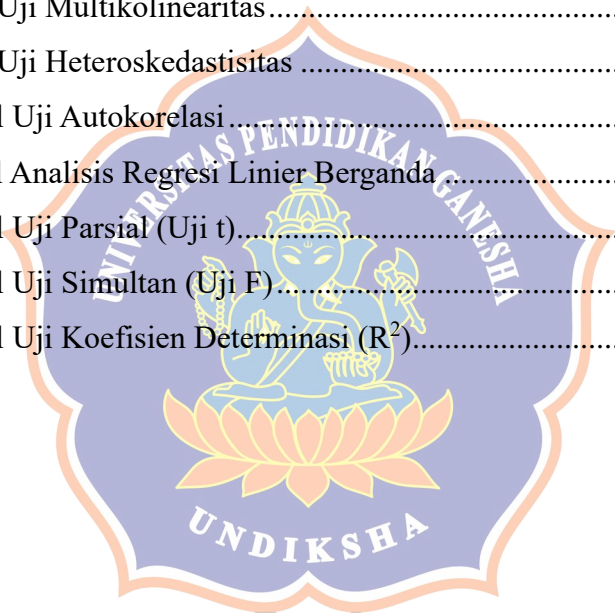 Uji Multikolinearitas
Uji Heteroskedastisitas
l Uji Autokorelasi
l Analisis Regresi Linier Berganda
l Uji Parsial (Uji t)
l Uji Simultan (Uji F)
l Uji Koefisien Determinasi (R²)
UNIVERSITAS PENDIDIKAN GANESHA
UNDIKSHA